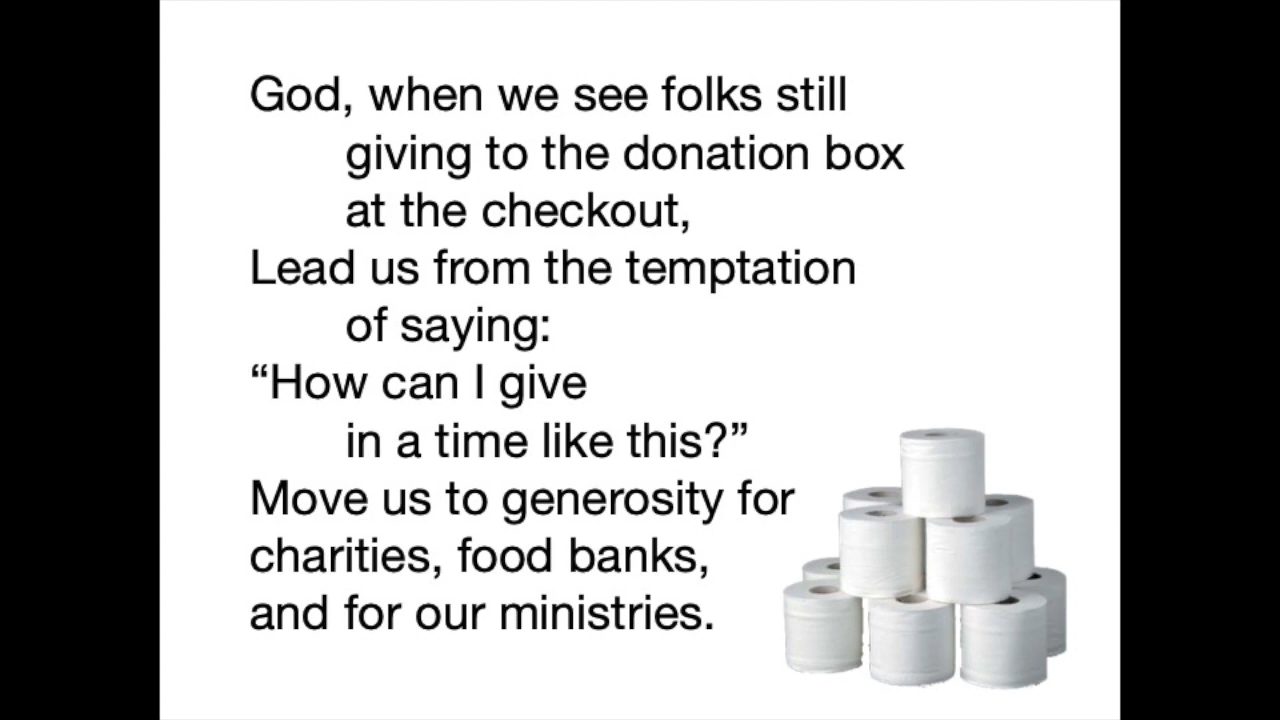 God, when we see folks still
giving to the donation box
at the checkout,
Lead us from the temptation
of saying:
“How can I give
in a time like this?”
Move us to generosity for
charities, food banks,
and for our ministries.